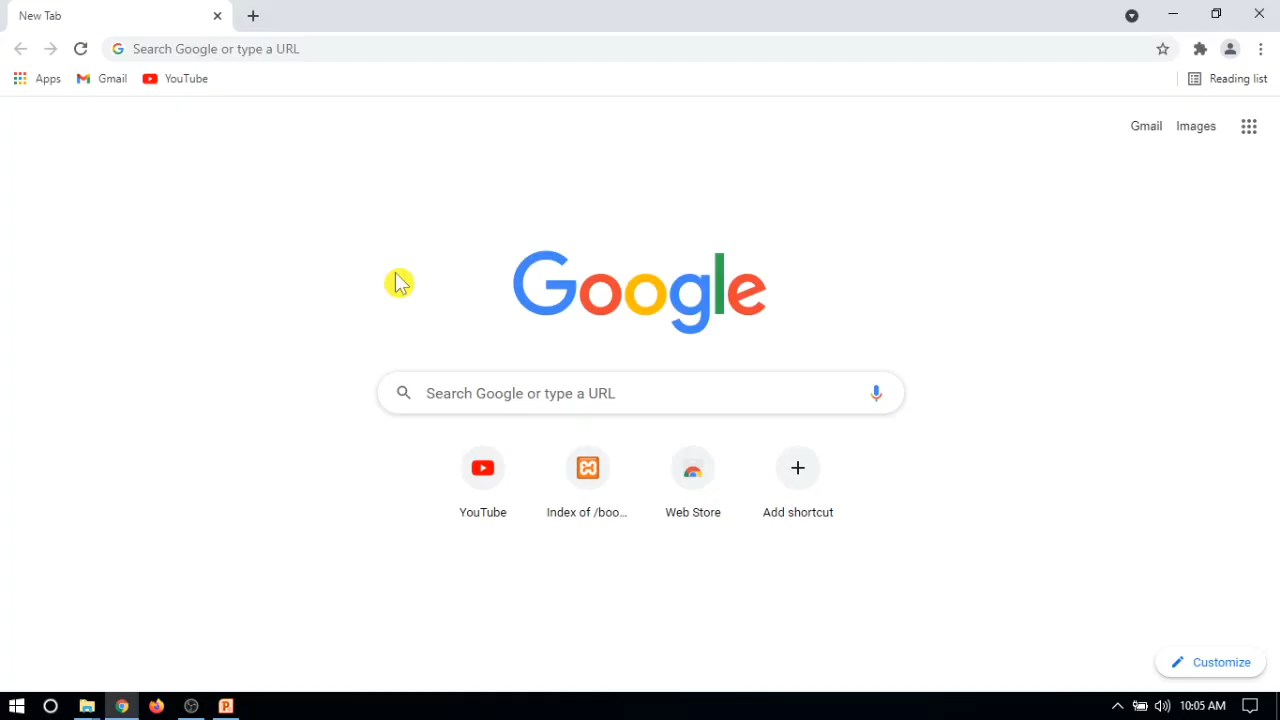 New Tab
Search Google or type a URL
Apps Gmail YouTube Reading list
Gmail Images
Google
Search Google or type a URL
YouTube Index of /boo... Web Store Add shortcut
Customize
10:05 AM